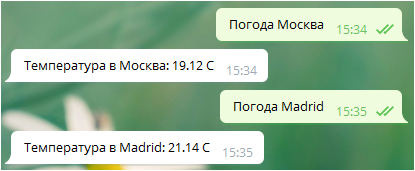 Погода Москва
15:34
Температура в Москва: 19.12 C
15:34
Погода Madrid
15:35
Температура в Madrid: 21.14 C
15:35